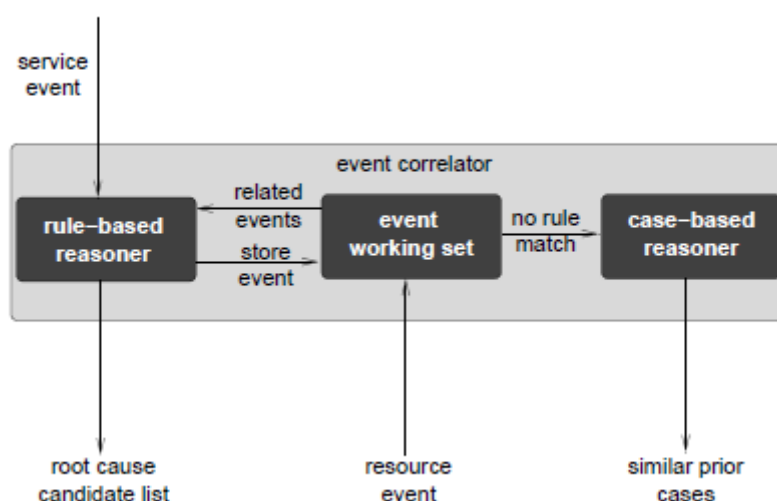 service
event
event correlator
related
events
rule–based
reasoner
store
event
event
working set
no rule
match
case–based
reasoner
root cause
candidate list
resource
event
similar prior
cases